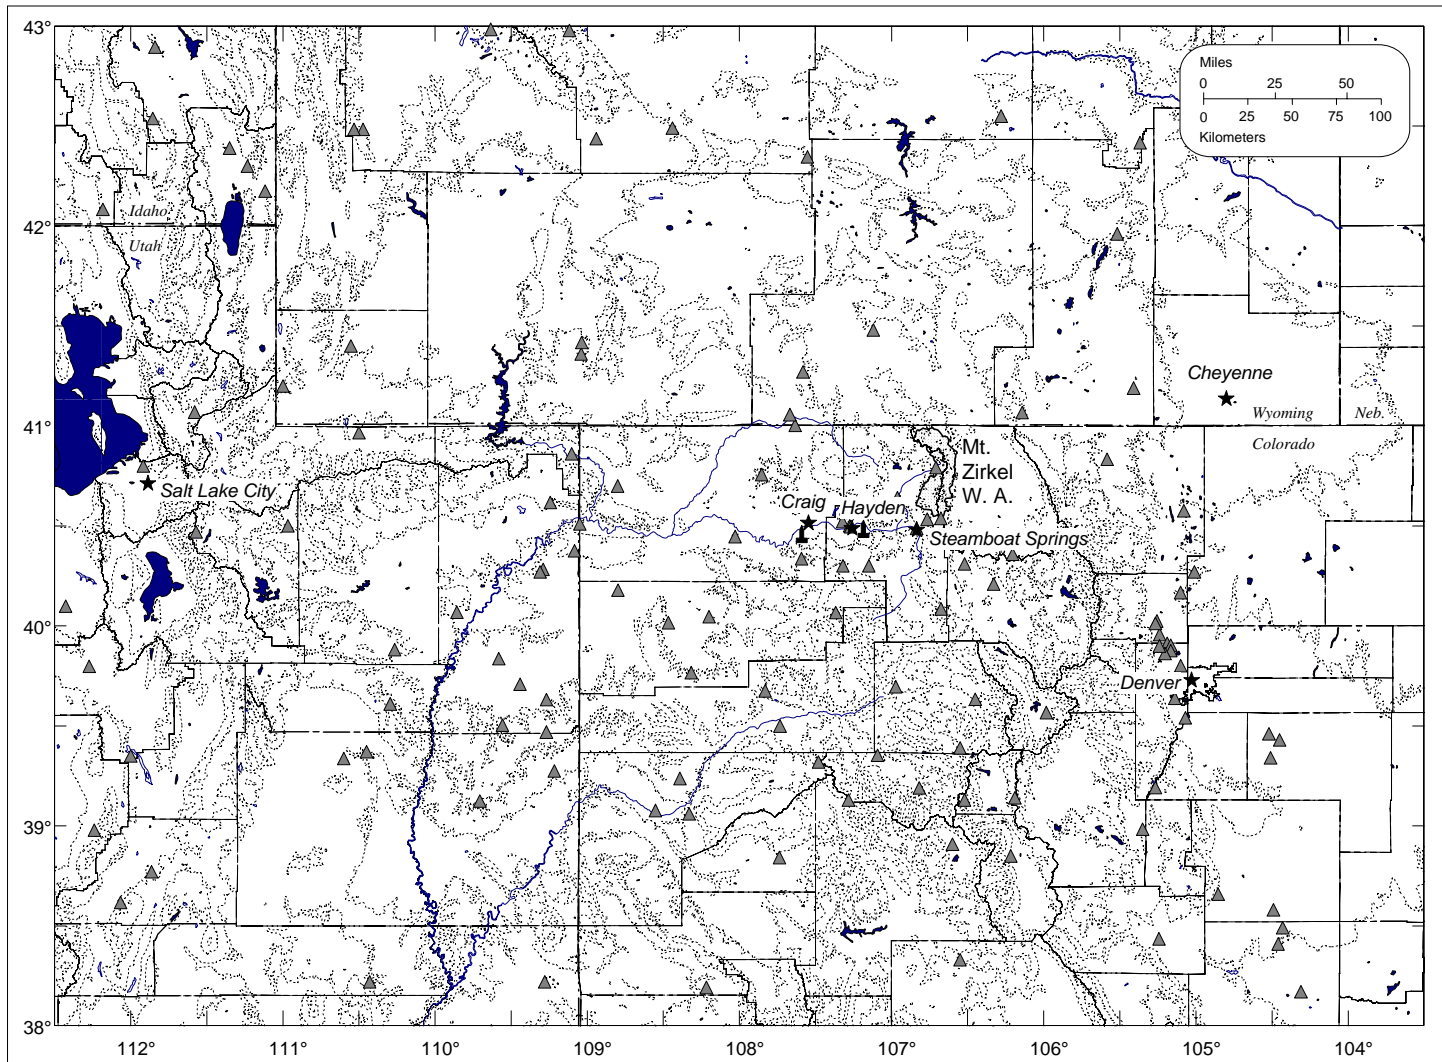 43°
42°
41°
40°
39°
38°
112
111
110
109
108
107
106
105
104°
Miles
0 25 50
0 25 50 75 100
Kilometers
Idaho
Utah
Cheyenne
Wyoming
Neb.
Colorado
Mt.
Zirkel
W. A.
Salt Lake City
Craig
Hayden
Steamboat Springs
Denver